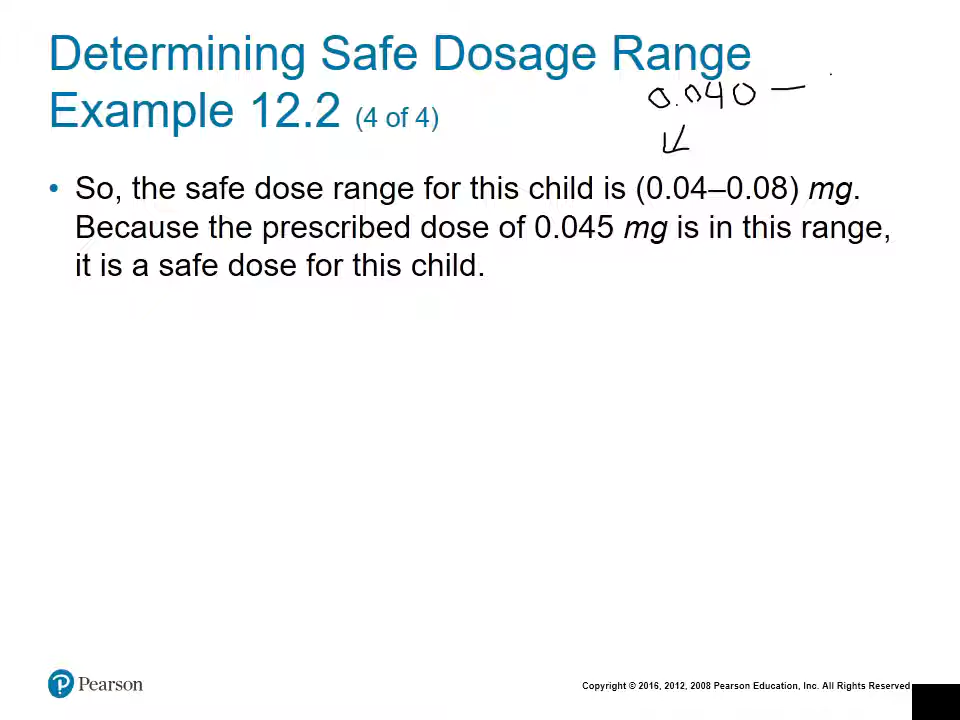 Determining Safe Dosage Range
Example 12.2 (4 of 4)
0.040 —
• So, the safe dose range for this child is (0.04–0.08) mg.
Because the prescribed dose of 0.045 mg is in this range,
it is a safe dose for this child.
Pearson
Copyright © 2016, 2012, 2008 Pearson Education, Inc. All Rights Reserved